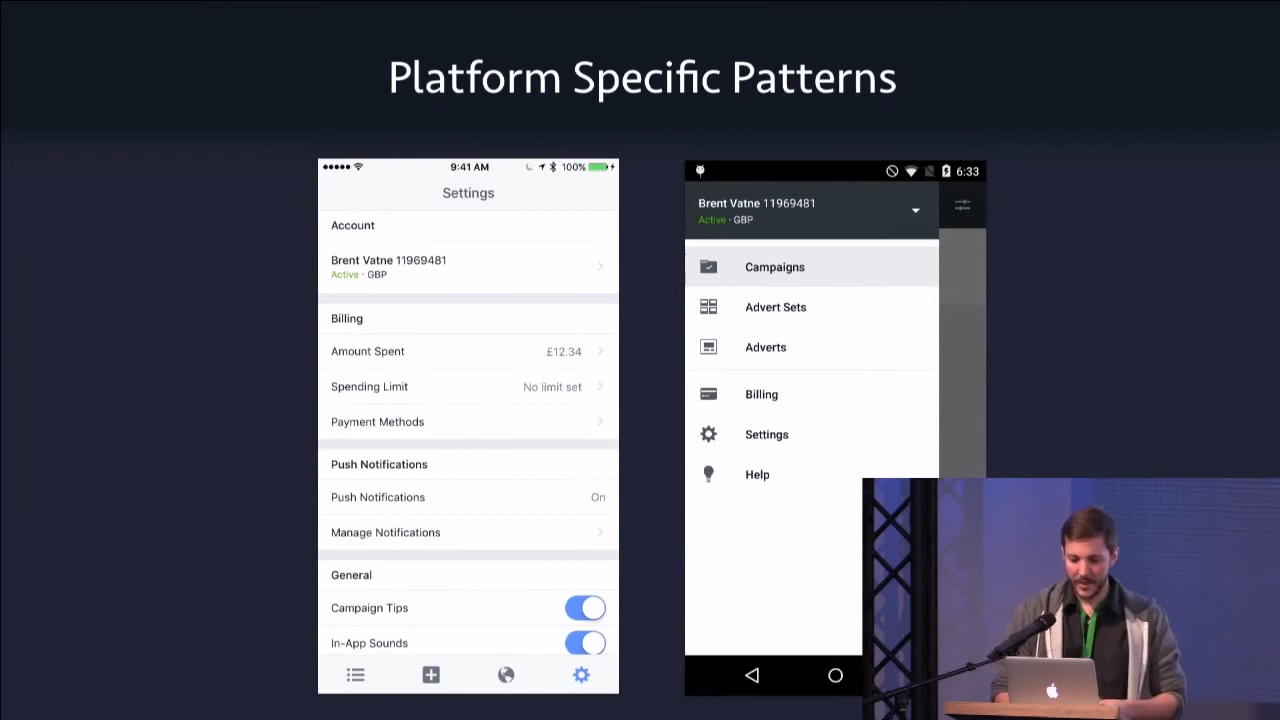 Platform Specific Patterns
9:41 AM
100%
Settings
Account
Brent Vatne 11969481
Active · GBP
Billing
Amount Spent £12.34
Spending Limit No limit set
Payment Methods
Push Notifications
Push Notifications On
Manage Notifications
General
Campaign Tips
In-App Sounds
6:33
Brent Vatne 11969481
Active · GBP
Campaigns
Advert Sets
Adverts
Billing
Settings
Help